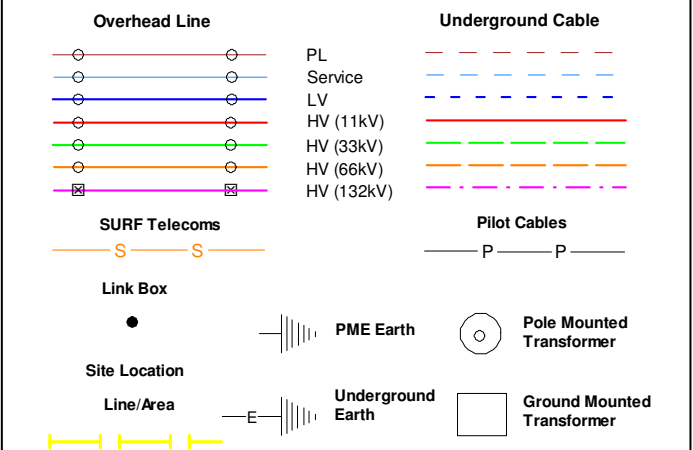 Overhead Line
Underground Cable
PL
Service
LV
HV (11kV)
HV (33kV)
HV (66kV)
HV (132kV)
SURF Telecoms
S S
Pilot Cables
P P
Link Box
PME Earth
Pole Mounted
Transformer
Site Location
Line/Area
E
Underground
Earth
Ground Mounted
Transformer